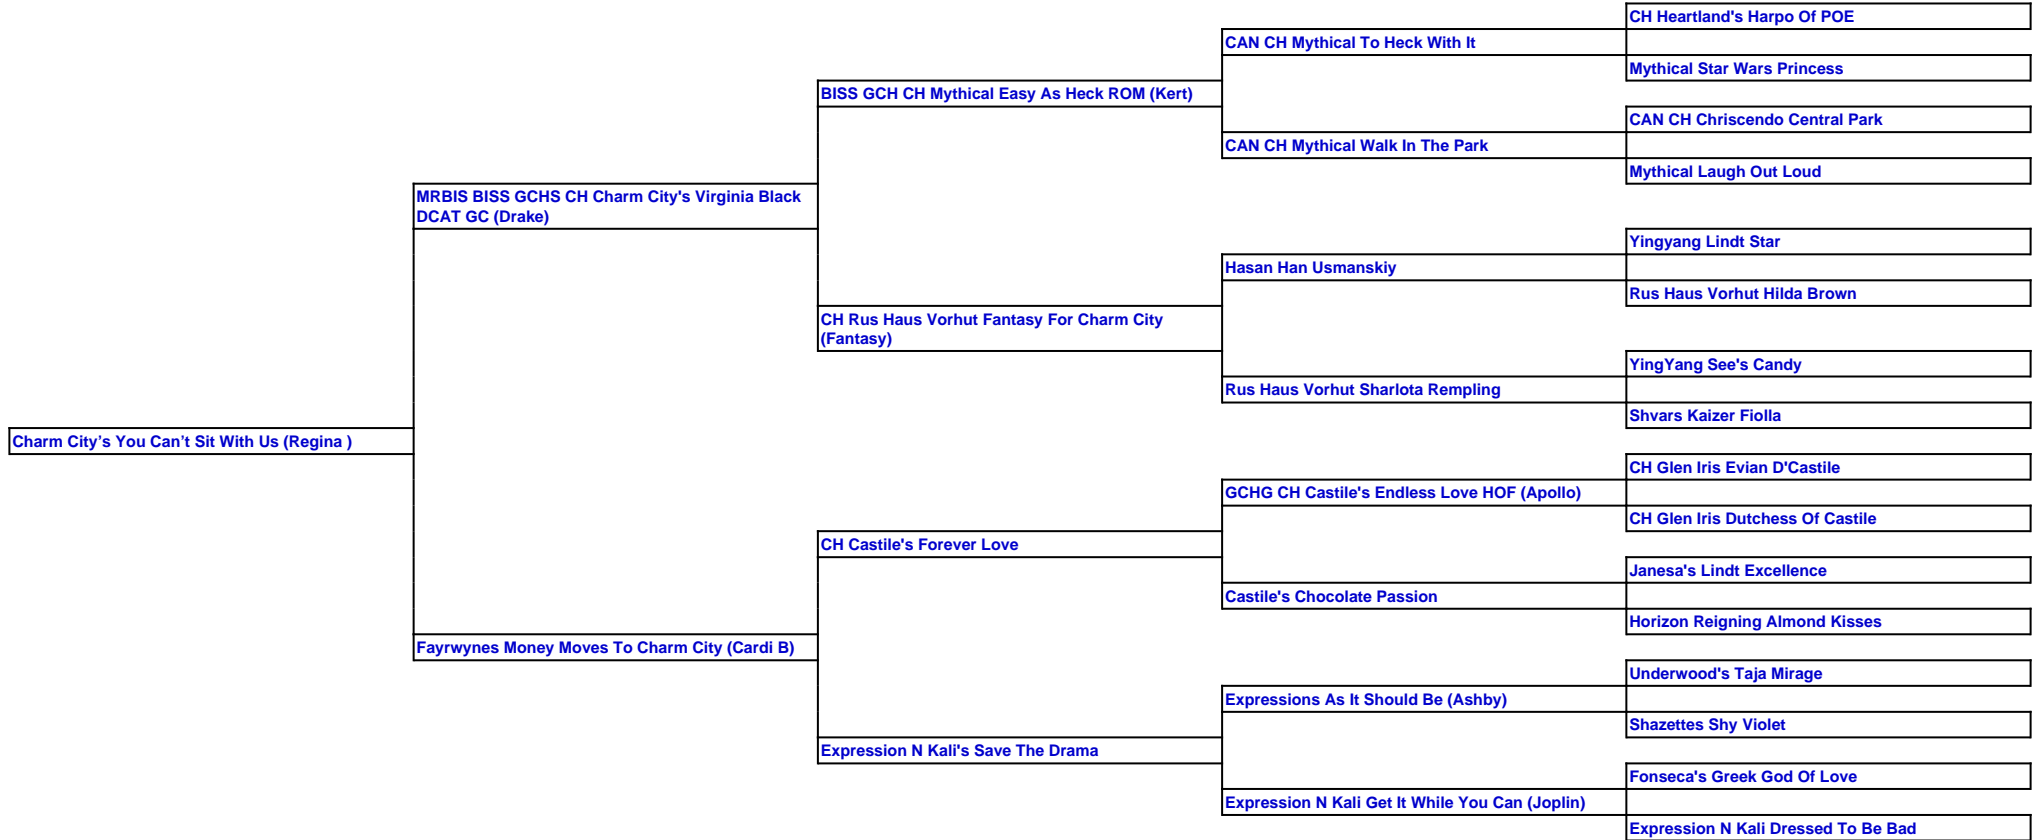 CH Heartland's Harpo Of POE
CAN CH Mythical To Heck With It
Mythical Star Wars Princess
BISS GCH CH Mythical Easy As Heck ROM (Kert)
CAN CH Chriscendo Central Park
CAN CH Mythical Walk In The Park
Mythical Laugh Out Loud
MRBIS BISS GCHS CH Charm City's Virginia Black
DCAT GC (Drake)
Yingyang Lindt Star
Hasan Han Usmanskiy
Rus Haus Vorhut Hilda Brown
CH Rus Haus Vorhut Fantasy For Charm City
(Fantasy)
YingYang See's Candy
Rus Haus Vorhut Sharlota Rempling
Shvars Kaizer Fiolla
Charm City’s You Can’t Sit With Us (Regina )
CH Glen Iris Evian D'Castile
GCHG CH Castile's Endless Love HOF (Apollo)
CH Glen Iris Dutchess Of Castile
CH Castile's Forever Love
Janesa's Lindt Excellence
Castile's Chocolate Passion
Horizon Reigning Almond Kisses
Fayrwynes Money Moves To Charm City (Cardi B)
Underwood's Taja Mirage
Expressions As It Should Be (Ashby)
Shazettes Shy Violet
Expression N Kali's Save The Drama
Fonseca's Greek God Of Love
Expression N Kali Get It While You Can (Joplin)
Expression N Kali Dressed To Be Bad